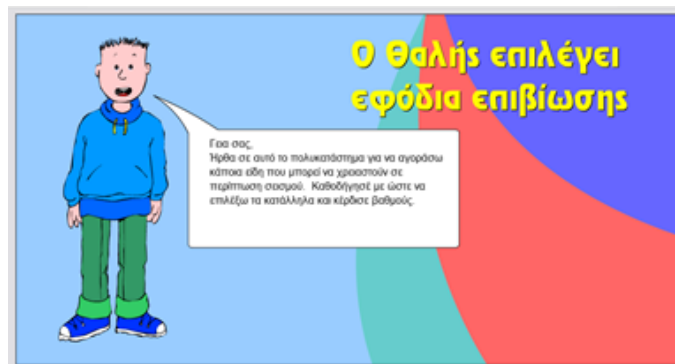 Ο Θαλής επιλέγει
εφόδια επιβίωσης
Γεια σας,
Ήρθα σε αυτό το πολυκατάστημα για να αγοράσω
κάποια είδη που μπορεί να χρειαστούν σε
περίπτωση σεισμού. Καθοδήγησέ με ώστε να
επιλέξω τα κατάλληλα και κέρδισε βαθμούς.